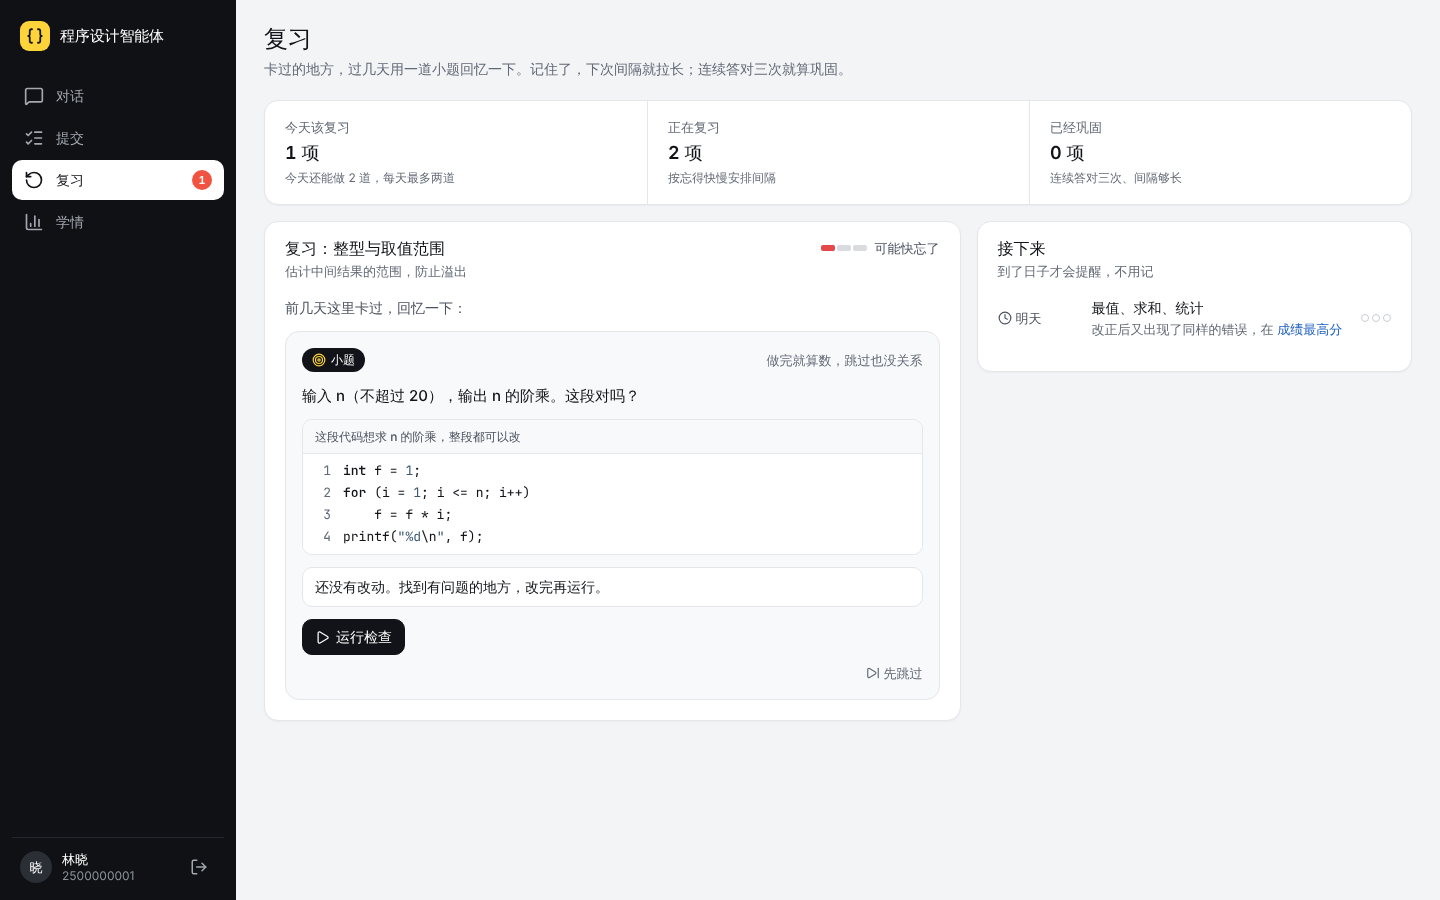 程序设计智能体
对话
提交
复习
1
学情
林晓
晓
2500000001
复习
卡过的地方，过几天用一道小题回忆一下。记住了，下次间隔就拉长；连续答对三次就算巩固。
今天该复习
1 项
今天还能做 2 道，每天最多两道
正在复习
2 项
按忘得快慢安排间隔
已经巩固
0 项
连续答对三次、间隔够长
复习：整型与取值范围
可能快忘了
估计中间结果的范围，防止溢出
前几天这里卡过，回忆一下：
小题
做完就算数，跳过也没关系
输入 n（不超过 20），输出 n 的阶乘。这段对吗？
这段代码想求 n 的阶乘，整段都可以改
1 int f = 1;
2 for (i = 1; i <= n; i++)
3     f = f * i;
4 printf("%d\n", f);
还没有改动。找到有问题的地方，改完再运行。
运行检查
先跳过
接下来
到了日子才会提醒，不用记
明天
最值、求和、统计
改正后又出现了同样的错误，在 成绩最高分